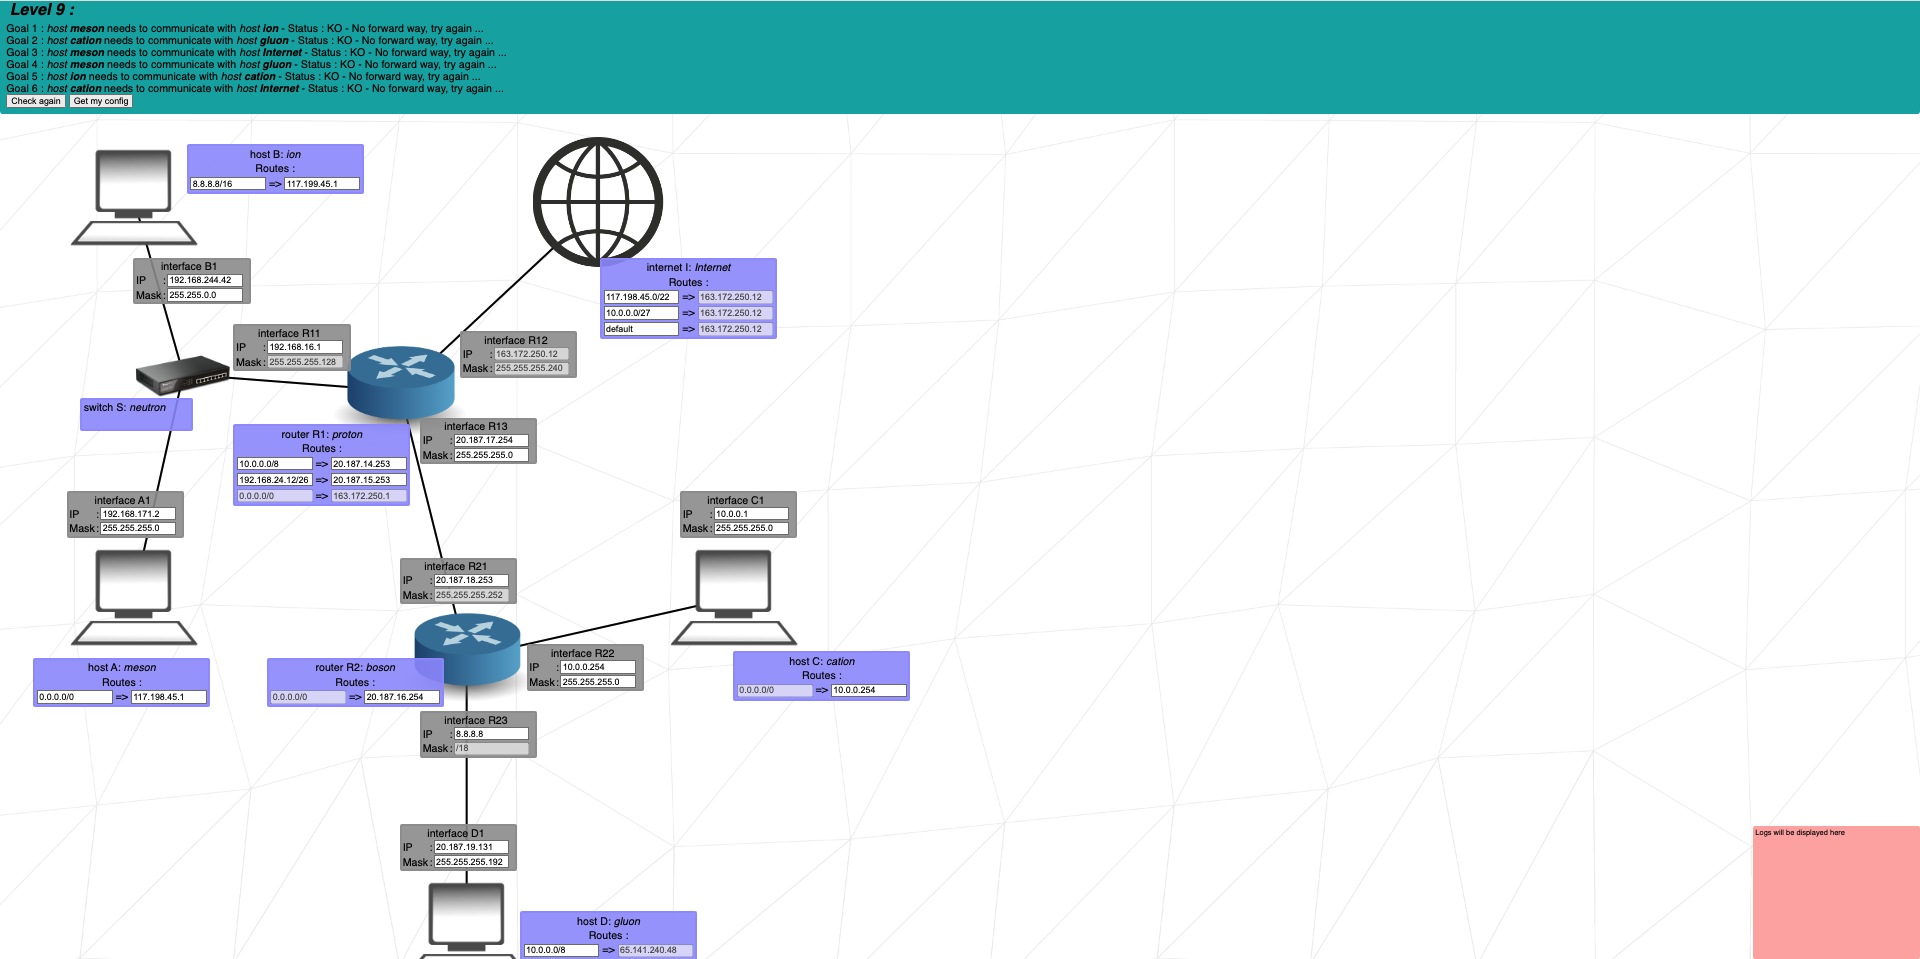 Level 9 :
Goal 1 : host meson needs to communicate with host ion - Status : KO - No forward way, try again ...
Goal 2 : host cation needs to communicate with host gluon - Status : KO - No forward way, try again ...
Goal 3 : host meson needs to communicate with host Internet - Status : KO - No forward way, try again ...
Goal 4 : host meson needs to communicate with host gluon - Status : KO - No forward way, try again ...
Goal 5 : host ion needs to communicate with host cation - Status : KO - No forward way, try again ...
Goal 6 : host cation needs to communicate with host Internet - Status : KO - No forward way, try again ...
Check again Get my config
host B: ion
Routes :
8.8.8.8/16 => 117.199.45.1
interface B1
IP : 192.168.244.42
Mask : 255.255.0.0
internet I: Internet
Routes :
117.198.45.0/22 => 163.172.250.12
10.0.0.0/27 => 163.172.250.12
default => 163.172.250.12
interface R11
IP : 192.168.16.1
Mask : 255.255.255.128
interface R12
IP : 163.172.250.12
Mask : 255.255.255.240
switch S: neutron
interface R13
IP : 20.187.17.254
Mask : 255.255.255.0
router R1: proton
Routes :
10.0.0.0/8 => 20.187.14.253
192.168.24.12/26 => 20.187.15.253
0.0.0.0/0 => 163.172.250.1
interface A1
IP : 192.168.171.2
Mask : 255.255.255.0
interface C1
IP : 10.0.0.1
Mask : 255.255.255.0
interface R21
IP : 20.187.18.253
Mask : 255.255.255.252
host A: meson
Routes :
0.0.0.0/0 => 117.198.45.1
router R2: boson
Routes :
0.0.0.0/0 => 20.187.16.254
interface R22
IP : 10.0.0.254
Mask : 255.255.255.0
host C: cation
Routes :
0.0.0.0/0 => 10.0.0.254
interface R23
IP : 8.8.8.8
Mask : /18
interface D1
IP : 20.187.19.131
Mask : 255.255.255.192
Logs will be displayed here
host D: gluon
Routes :
10.0.0.0/8 => 65.141.240.48